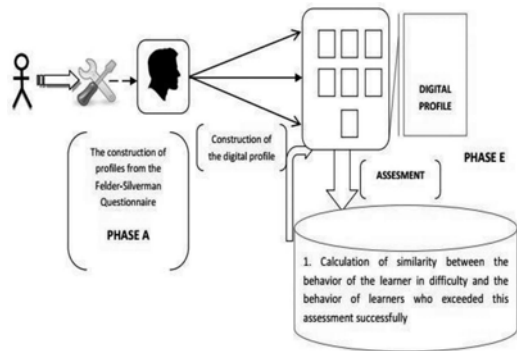 DIGITAL
PROFILE
The construction of
profiles from the
Felder-Silverman
Questionnaire
PHASE A
Construction of
the digital profile
PHASE E
ASSESMENT
1. Calculation of similarity between the
behavior of the learner in difficulty and the
behavior of learners who exceeded this
assessment successfully